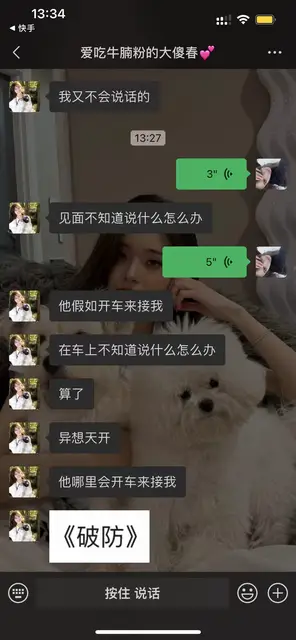 13:34
◀ 快手
爱吃牛腩粉的大傻春💕
我又不会说话的
13:27
3"
见面不知道说什么怎么办
5"
他假如开车来接我
在车上不知道说什么怎么办
算了
异想天开
他哪里会开车来接我
《破防》
按住 说话